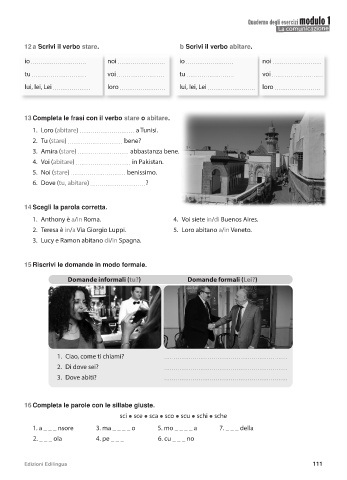 Quaderno degli esercizi modulo 1
La comunicazione
12 a Scrivi il verbo stare.
b Scrivi il verbo abitare.
io .......................... noi ......................
tu .......................... voi ......................
lui, lei, Lei ................. loro .....................
io ...................... noi .......................
tu ...................... voi .......................
lui, lei, Lei ...................... loro .....................
13 Completa le frasi con il verbo stare o abitare.
1. Loro (abitare) .......................... a Tunisi.
2. Tu (stare) .......................... bene?
3. Amira (stare) ........................ abbastanza bene.
4. Voi (abitare) .......................... in Pakistan.
5. Noi (stare) .......................... benissimo.
6. Dove (tu, abitare) .......................... ?
14 Scegli la parola corretta.
1. Anthony è a/in Roma.
2. Teresa è in/a Via Giorgio Luppi.
3. Lucy e Ramon abitano di/in Spagna.
4. Voi siete in/di Buenos Aires.
5. Loro abitano a/in Veneto.
15 Riscrivi le domande in modo formale.
Domande informali (tu?) Domande formali (Lei?)
1. Ciao, come ti chiami? ............................................................
2. Di dove sei? ............................................................
3. Dove abiti? ............................................................
16 Completa le parole con le sillabe giuste.
sci ● sce ● sca ● sco ● scu ● schi ● sche
1. a _ _ _ nsore 3. ma _ _ _ _ o 5. mo _ _ _ _ a 7. _ _ _ della
2. _ _ _ ola 4. pe _ _ _ 6. cu _ _ _ no
Edizioni Edilingua
111